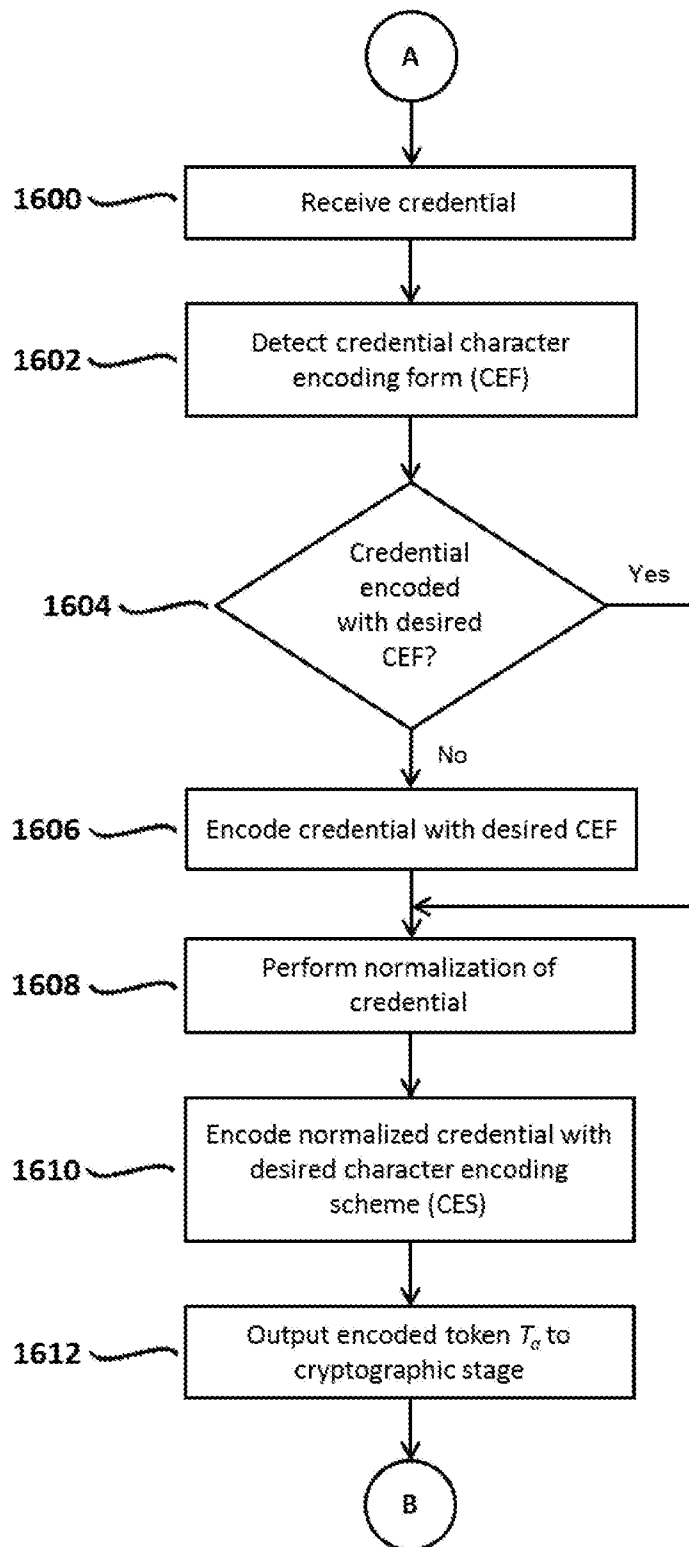 A
1600
Receive credential
1602
Detect credential character
encoding form (CEF)
1604
Credential
encoded
with desired
CEF?
Yes
No
1606
Encode credential with desired CEF
1608
Perform normalization of
credential
1610
Encode normalized credential with
desired character encoding
scheme (CES)
1612
Output encoded token Ta to
cryptographic stage
B